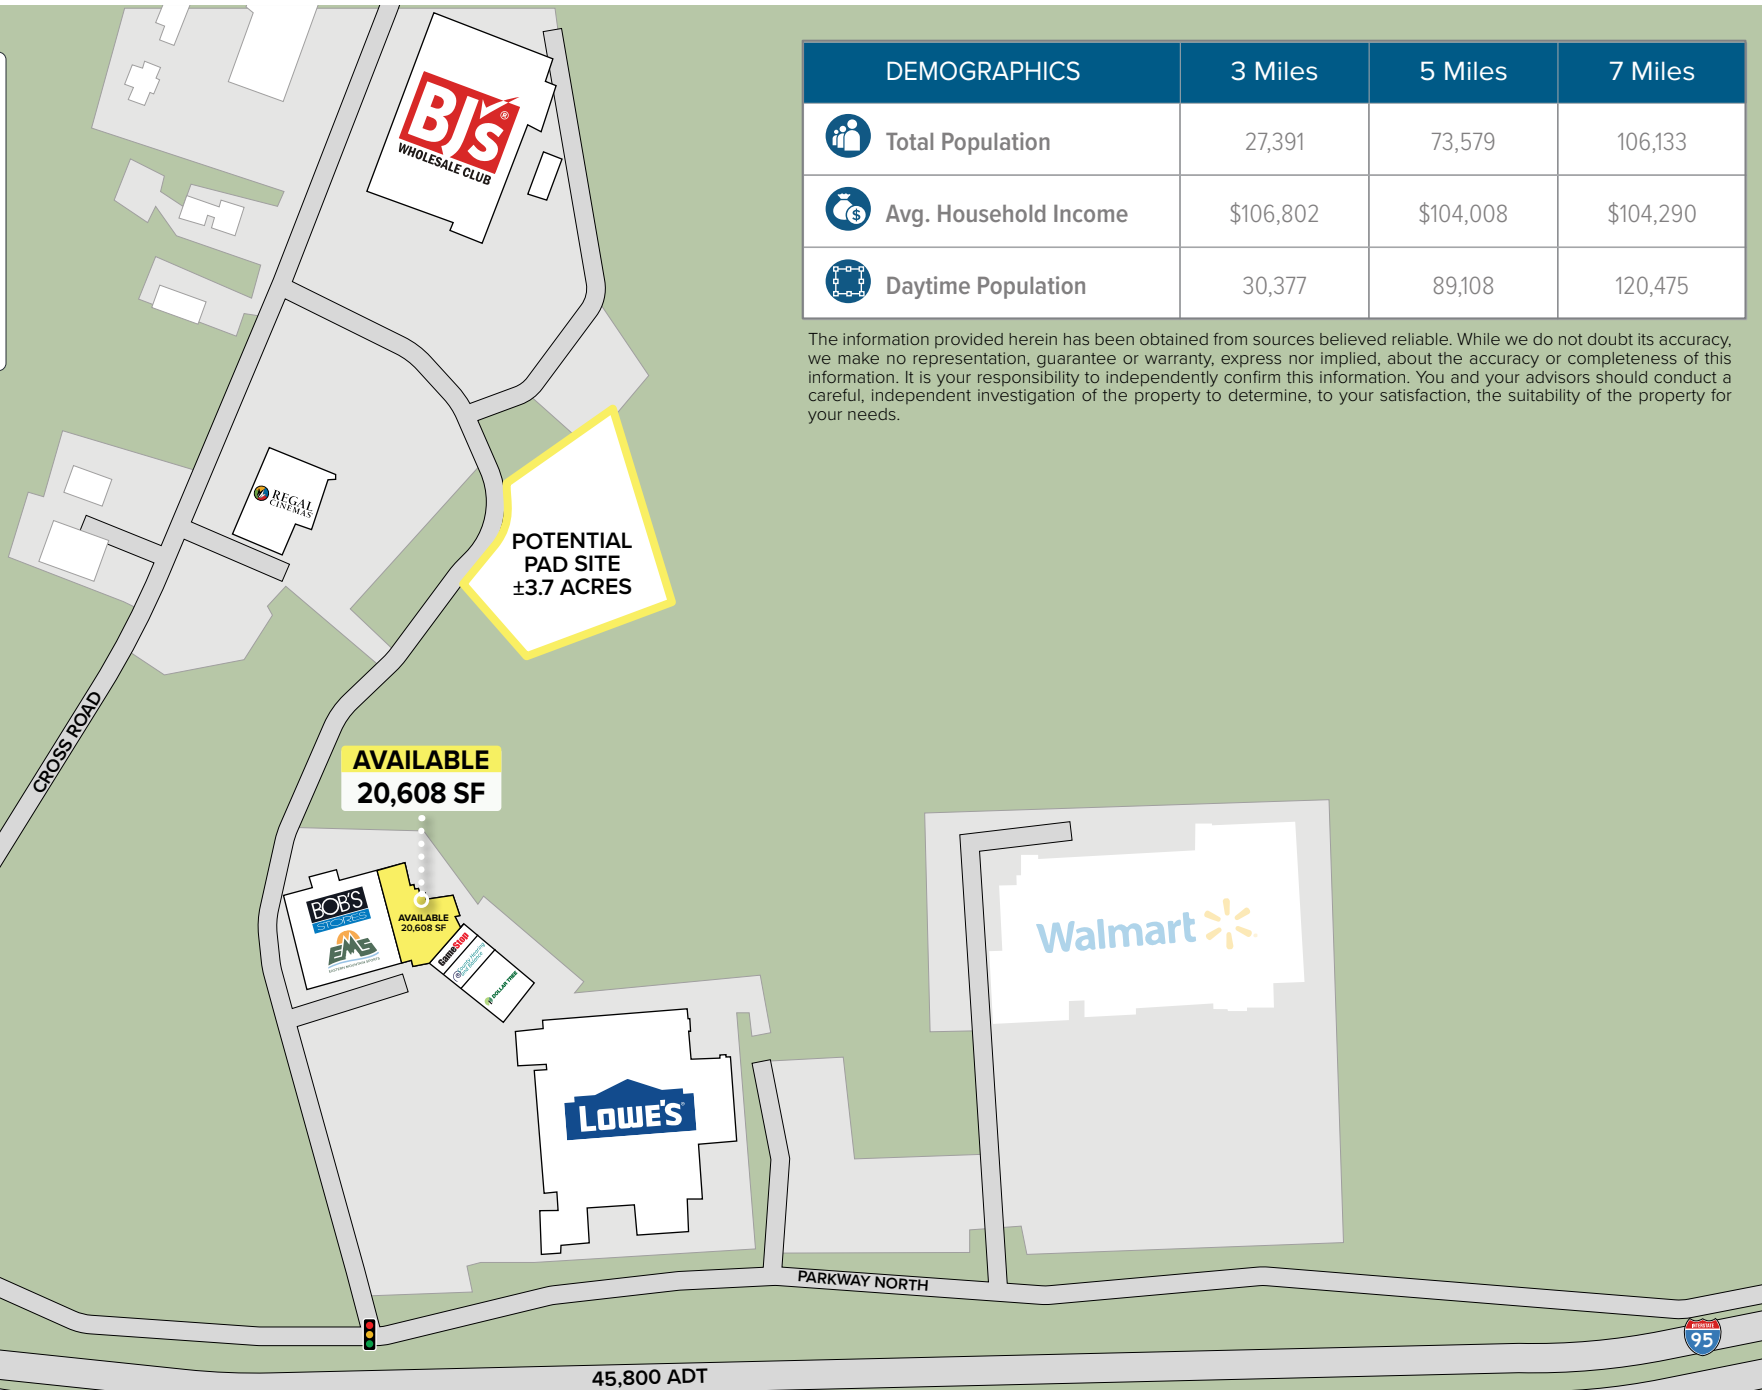 DEMOGRAPHICS 3 Miles 5 Miles 7 Miles
Total Population 27,391 73,579 106,133
Avg. Household Income $106,802 $104,008 $104,290
Daytime Population 30,377 89,108 120,475
The information provided herein has been obtained from sources believed reliable. While we do not doubt its accuracy,
we make no representation, guarantee or warranty, express nor implied, about the accuracy or completeness of this
information. It is your responsibility to independently confirm this information. You and your advisors should conduct a
careful, independent investigation of the property to determine, to your satisfaction, the suitability of the property for
your needs.
BJ's®
WHOLESALE CLUB
REGAL
CINEMAS
POTENTIAL
PAD SITE
±3.7 ACRES
CROSS ROAD
AVAILABLE
20,608 SF
BOB'S
STORES
EMS
EASTERN MOUNTAIN SPORTS
AVAILABLE
20,608 SF
GameStop
DOLLAR TREE
Walmart
LOWE'S
PARKWAY NORTH
INTERSTATE
95
45,800 ADT